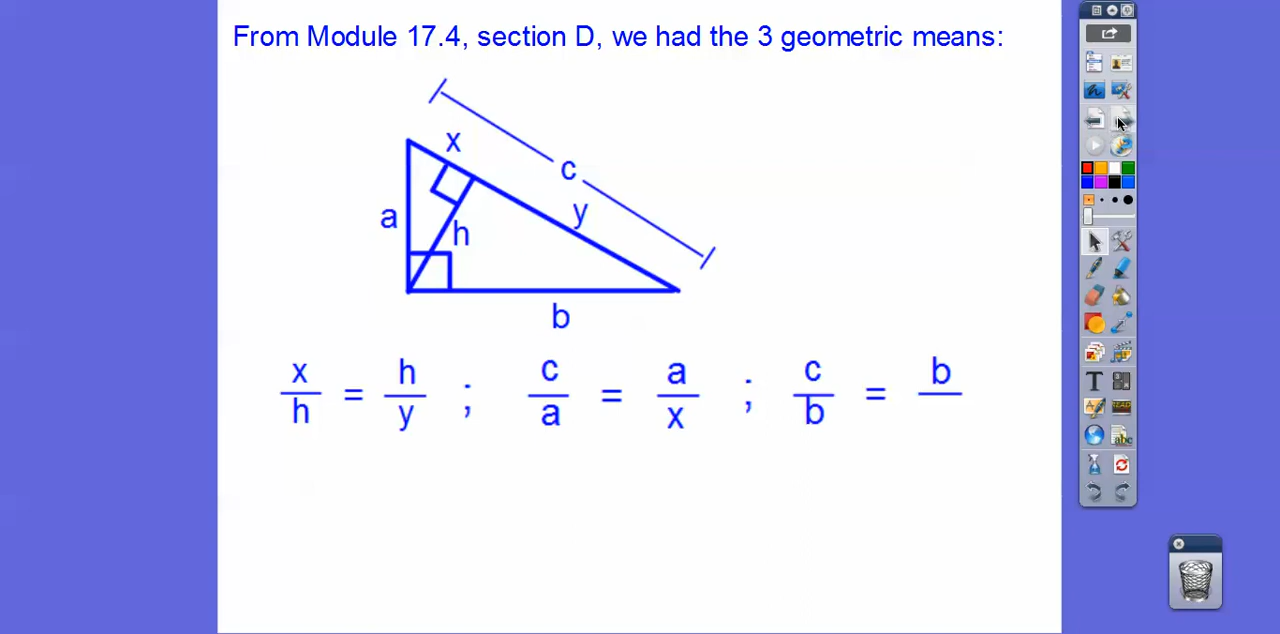 From Module 17.4, section D, we had the 3 geometric means:
x
c
a
y
h
b
x/h = h/y ; c/a = a/x ; c/b = b/